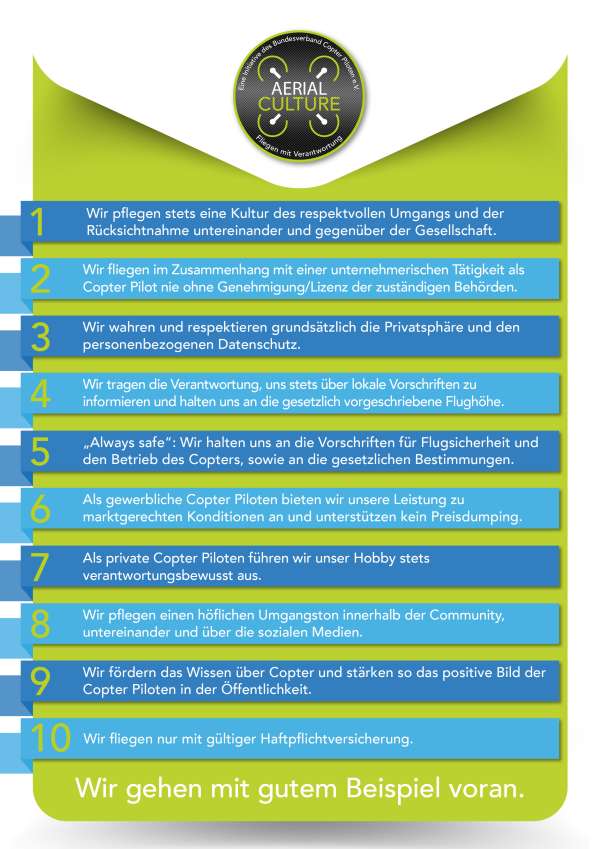 Eine Initiative des Bundesverband Copter Piloten e.V.
AERIAL
CULTURE
Fliegen mit Verantwortung
1
Wir pflegen stets eine Kultur des respektvollen Umgangs und der
Rücksichtnahme untereinander und gegenüber der Gesellschaft.
2
Wir fliegen im Zusammenhang mit einer unternehmerischen Tätigkeit als
Copter Pilot nie ohne Genehmigung/Lizenz der zuständigen Behörden.
3
Wir wahren und respektieren grundsätzlich die Privatsphäre und den
personenbezogenen Datenschutz.
4
Wir tragen die Verantwortung, uns stets über lokale Vorschriften zu
informieren und halten uns an die gesetzlich vorgeschriebene Flughöhe.
5
„Always safe“: Wir halten uns an die Vorschriften für Flugsicherheit und
den Betrieb des Copters, sowie an die gesetzlichen Bestimmungen.
6
Als gewerbliche Copter Piloten bieten wir unsere Leistung zu
marktgerechten Konditionen an und unterstützen kein Preisdumping.
7
Als private Copter Piloten führen wir unser Hobby stets
verantwortungsbewusst aus.
8
Wir pflegen einen höflichen Umgangston innerhalb der Community,
untereinander und über die sozialen Medien.
9
Wir fördern das Wissen über Copter und stärken so das positive Bild der
Copter Piloten in der Öffentlichkeit.
10
Wir fliegen nur mit gültiger Haftpflichtversicherung.
Wir gehen mit gutem Beispiel voran.